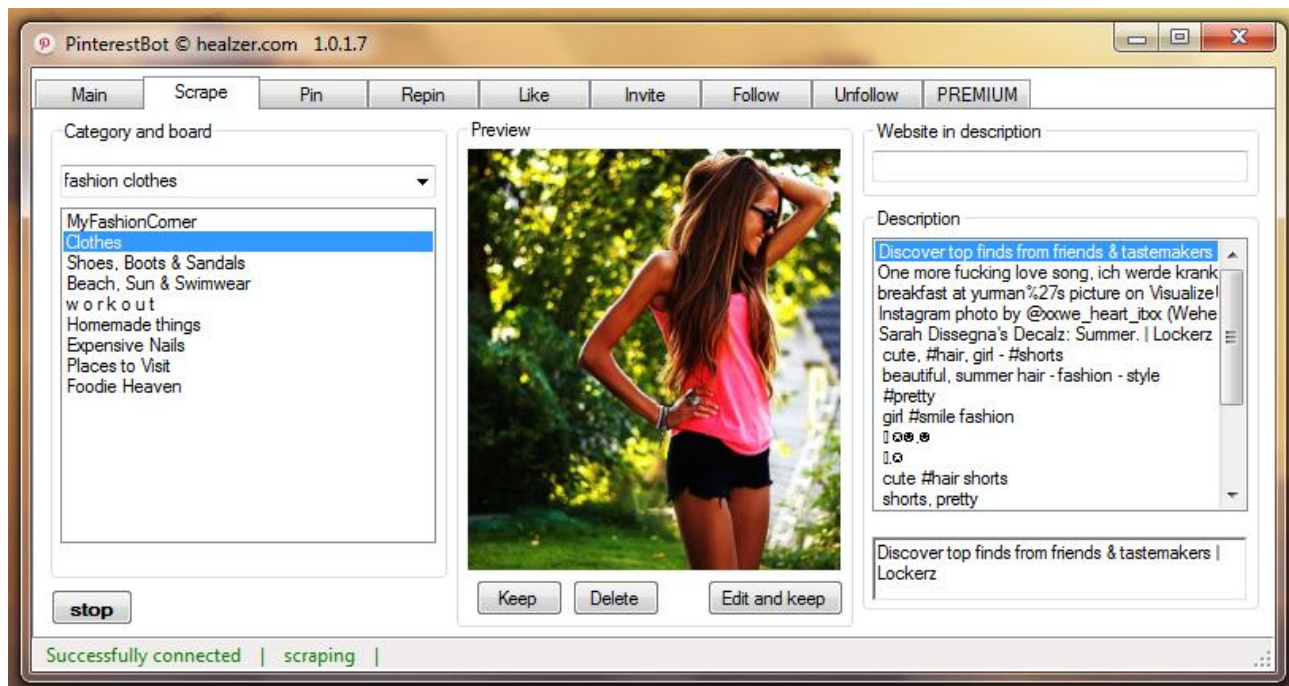 PinterestBot © healzer.com 1.0.1.7
Main Scrape Pin Repin Like Invite Follow Unfollow PREMIUM
Category and board
fashion clothes
MyFashionCorner
Clothes
Shoes, Boots & Sandals
Beach, Sun & Swimwear
w o r k o u t
Homemade things
Expensive Nails
Places to Visit
Foodie Heaven
stop
Preview
Keep Delete Edit and keep
Website in description
Description
Discover top finds from friends & tastemakers
One more fucking love song, ich werde krank
breakfast at yurman%27s picture on Visualize
Instagram photo by @xxwe_heart_itxx (Wehe
Sarah Dissegna's Decalz: Summer. | Lockerz
cute, #hair, girl - #shorts
beautiful, summer hair - fashion - style
#pretty
girl #smile fashion
cute #hair shorts
shorts, pretty
Discover top finds from friends & tastemakers |
Lockerz
Successfully connected | scraping |